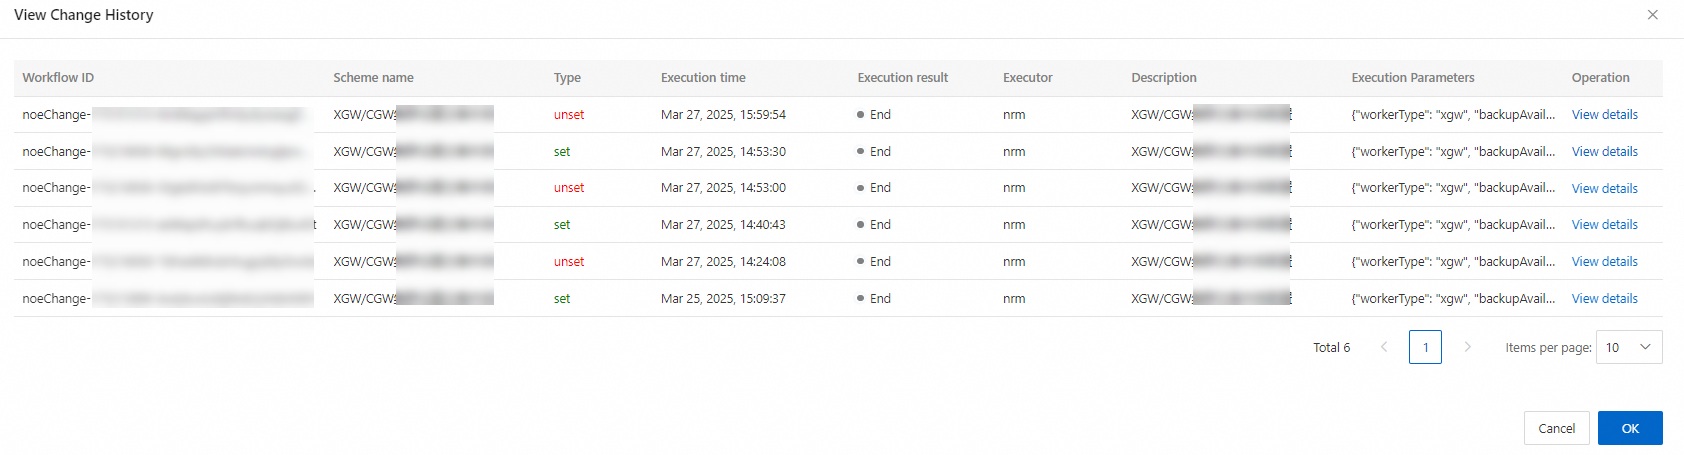 View Change History
Workflow ID Scheme name Type Execution time Execution result Executor Description Execution Parameters Operation
noeChange- XGW/CGW unset Mar 27, 2025, 15:59:54 End nrm XGW/CGW {"workerType": "xgw", "backupAvail... View details
noeChange- XGW/CGW set Mar 27, 2025, 14:53:30 End nrm XGW/CGW {"workerType": "xgw", "backupAvail... View details
noeChange- XGW/CGW unset Mar 27, 2025, 14:53:00 End nrm XGW/CGW {"workerType": "xgw", "backupAvail... View details
noeChange- XGW/CGW set Mar 27, 2025, 14:40:43 End nrm XGW/CGW {"workerType": "xgw", "backupAvail... View details
noeChange- XGW/CGW unset Mar 27, 2025, 14:24:08 End nrm XGW/CGW {"workerType": "xgw", "backupAvail... View details
noeChange- XGW/CGW set Mar 25, 2025, 15:09:37 End nrm XGW/CGW {"workerType": "xgw", "backupAvail... View details
Total 6 1 Items per page: 10
Cancel OK